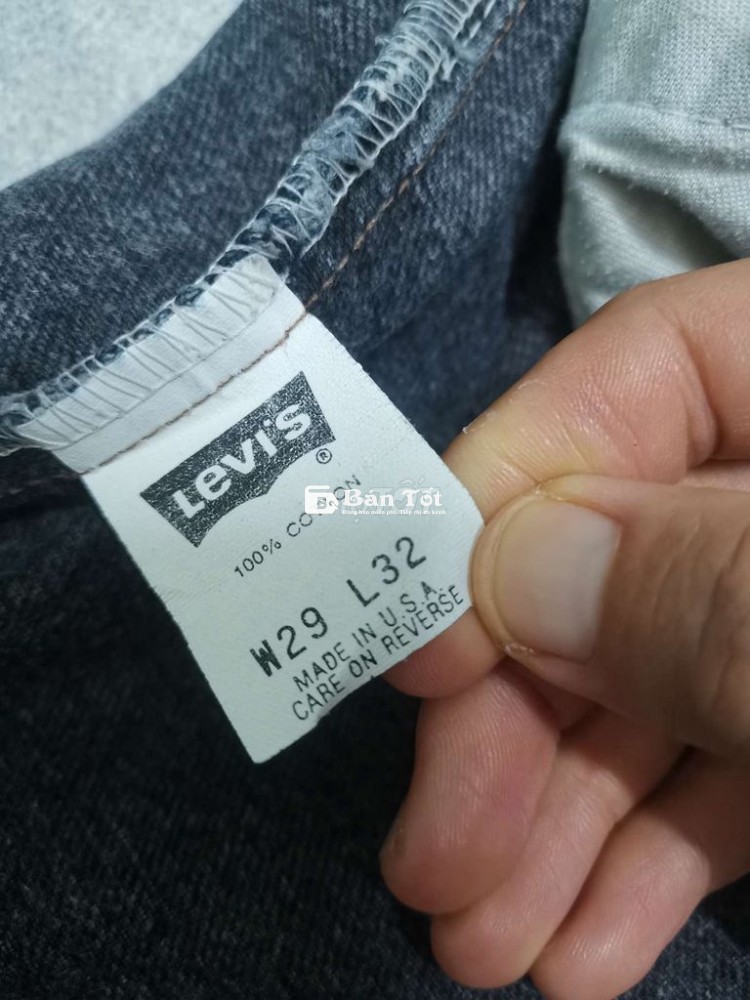 Levi's®
100% COTTON
Bán Tốt
W29 L32
MADE IN U.S.A.
CARE ON REVERSE